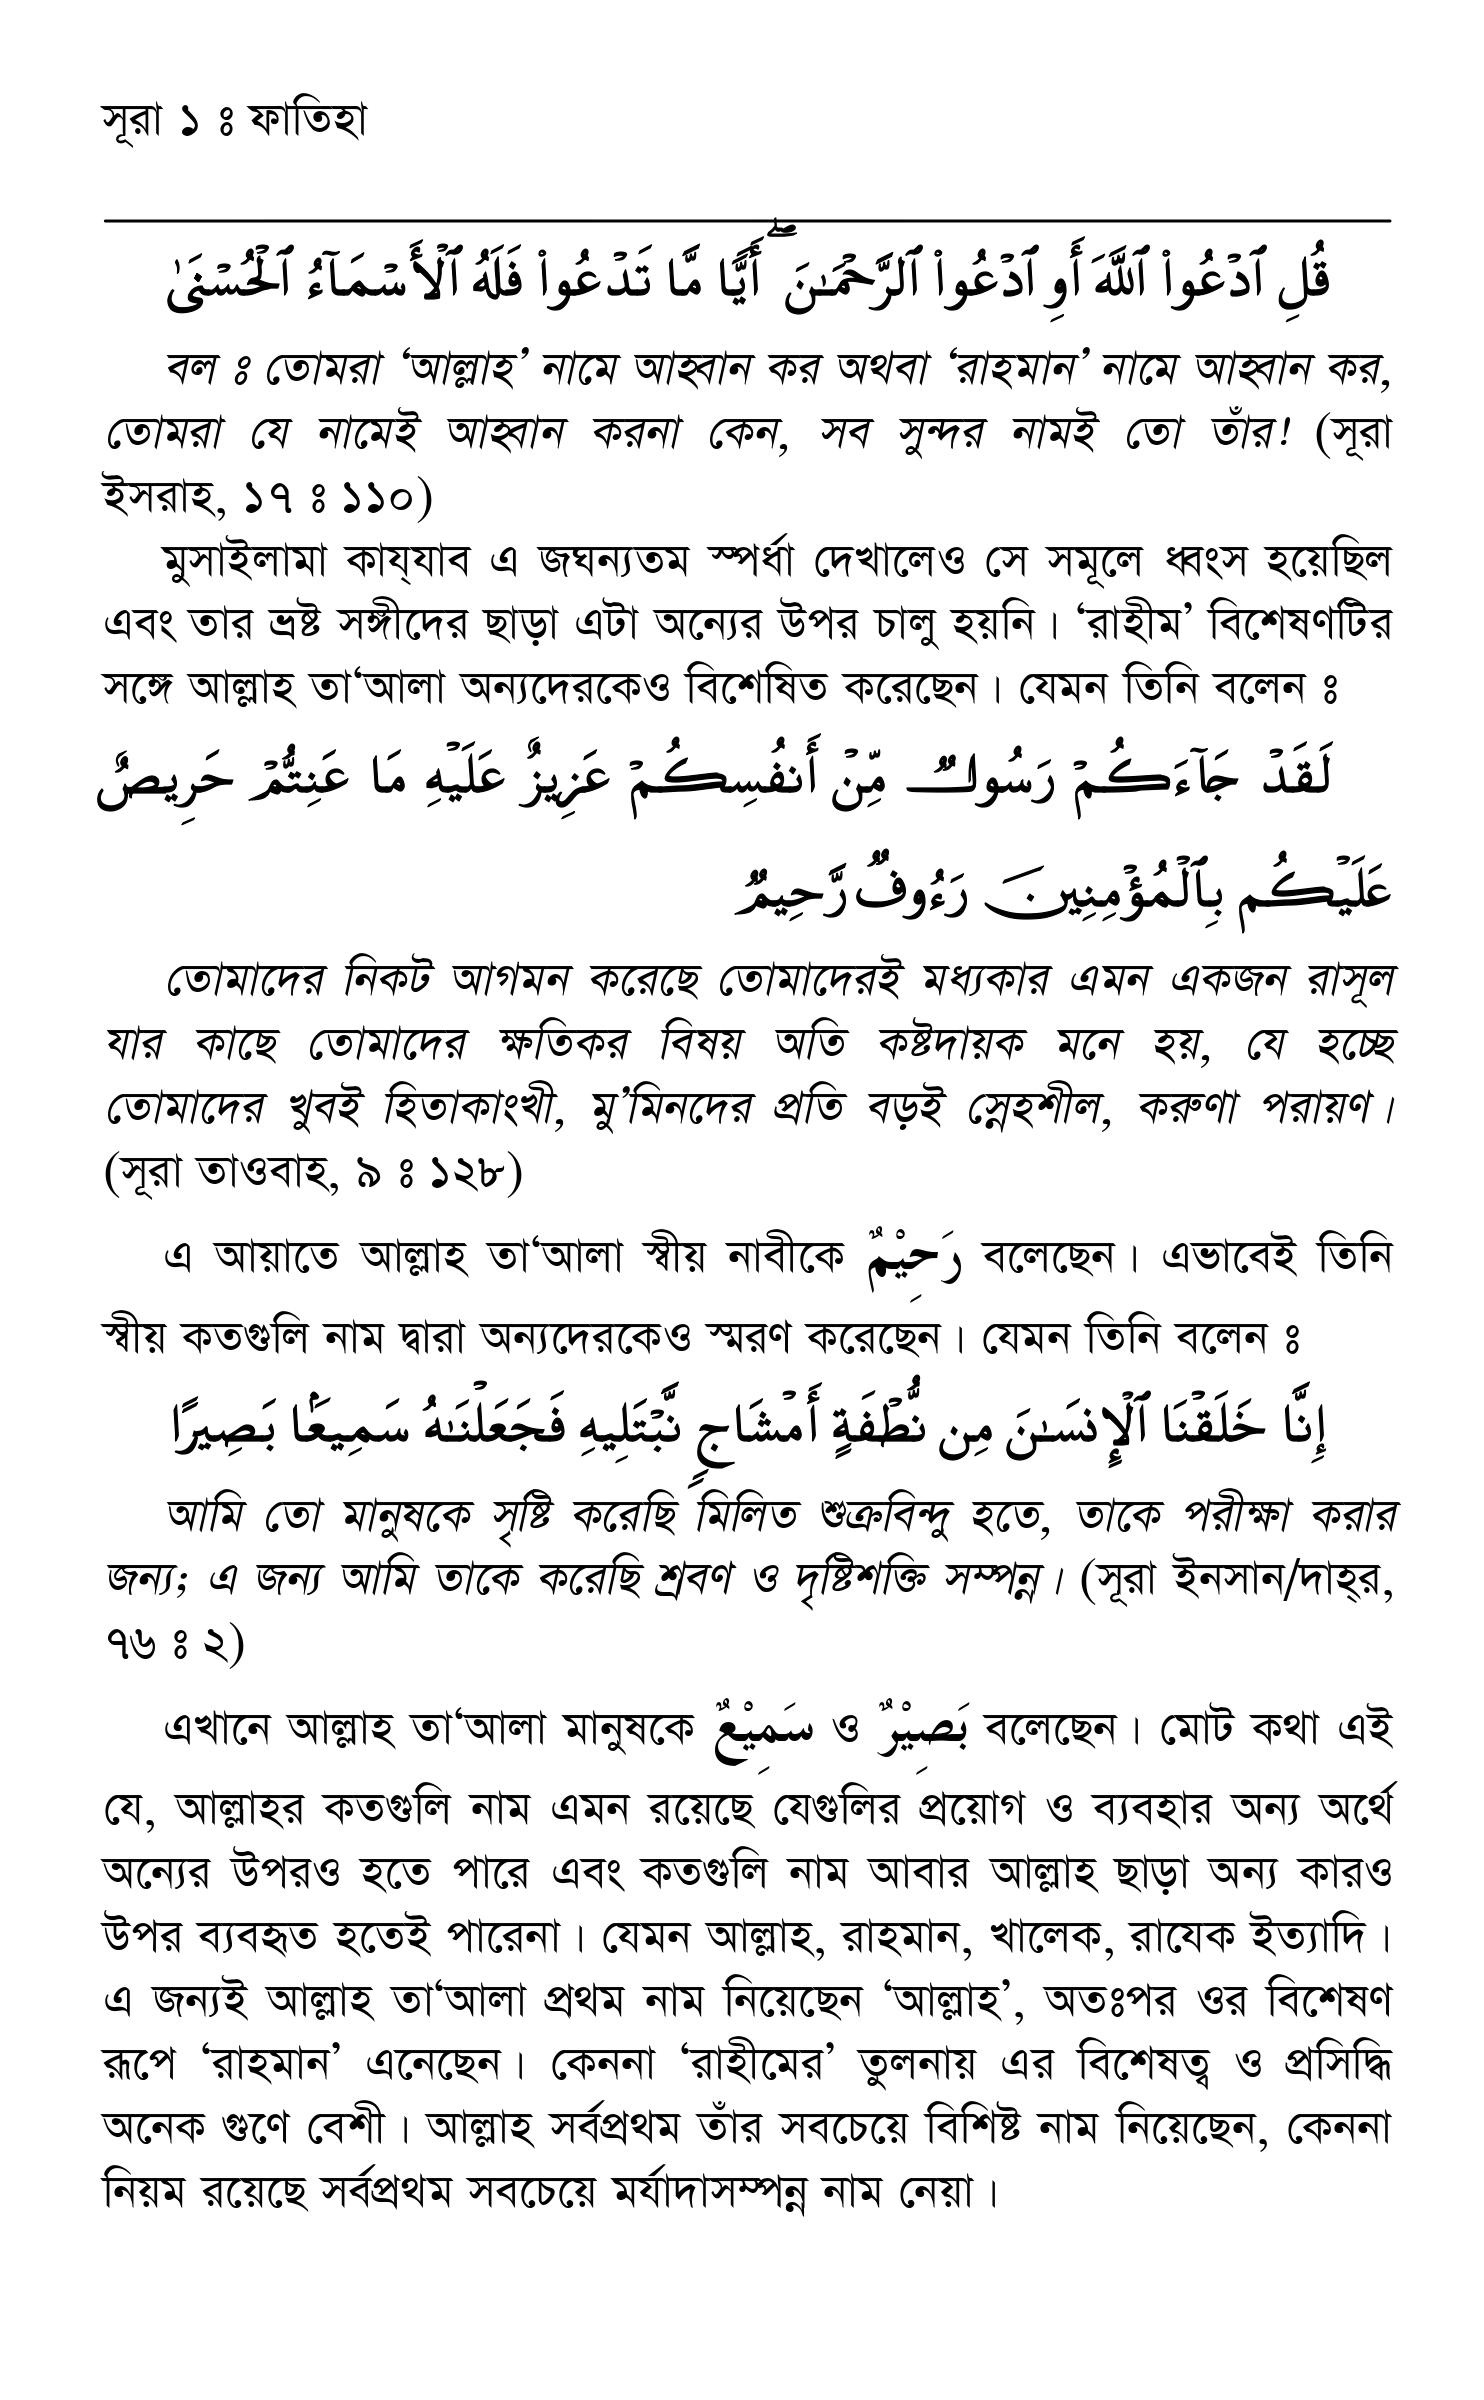 সূরা ১ ঃ ফাতিহা
قُلِ ٱدْعُوا۟ ٱللَّهَ أَوِ ٱدْعُوا۟ ٱلرَّحْمَـٰنَ ۖ أَيًّا مَّا تَدْعُوا۟ فَلَهُ ٱلْأَسْمَآءُ ٱلْحُسْنَىٰ
বল ঃ তোমরা ‘আল্লাহ’ নামে আহ্বান কর অথবা ‘রাহমান’ নামে আহ্বান কর,
তোমরা যে নামেই আহ্বান করনা কেন, সব সুন্দর নামই তো তাঁর! (সূরা
ইসরাহ, ১৭ ঃ ১১০)
মুসাইলামা কায্‌যাব এ জঘন্যতম স্পর্ধা দেখালেও সে সমূলে ধ্বংস হয়েছিল
এবং তার ভ্রষ্ট সঙ্গীদের ছাড়া এটা অন্যের উপর চালু হয়নি। ‘রাহীম’ বিশেষণটির
সঙ্গে আল্লাহ তা‘আলা অন্যদেরকেও বিশেষিত করেছেন। যেমন তিনি বলেন ঃ
لَقَدْ جَآءَكُمْ رَسُولٌ مِّنْ أَنفُسِكُمْ عَزِيزٌ عَلَيْهِ مَا عَنِتُّمْ حَرِيصٌ
عَلَيْكُم بِٱلْمُؤْمِنِينَ رَءُوفٌ رَّحِيمٌ
তোমাদের নিকট আগমন করেছে তোমাদেরই মধ্যকার এমন একজন রাসূল
যার কাছে তোমাদের ক্ষতিকর বিষয় অতি কষ্টদায়ক মনে হয়, যে হচ্ছে
তোমাদের খুবই হিতাকাংখী, মু’মিনদের প্রতি বড়ই স্নেহশীল, করুণা পরায়ণ।
(সূরা তাওবাহ, ৯ ঃ ১২৮)
এ আয়াতে আল্লাহ তা‘আলা স্বীয় নাবীকে رَحِيْمٌ বলেছেন। এভাবেই তিনি
স্বীয় কতগুলি নাম দ্বারা অন্যদেরকেও স্মরণ করেছেন। যেমন তিনি বলেন ঃ
إِنَّا خَلَقْنَا ٱلْإِنسَـٰنَ مِن نُّطْفَةٍ أَمْشَاجٍ نَّبْتَلِيهِ فَجَعَلْنَـٰهُ سَمِيعًۢا بَصِيرًا
আমি তো মানুষকে সৃষ্টি করেছি মিলিত শুক্রবিন্দু হতে, তাকে পরীক্ষা করার
জন্য; এ জন্য আমি তাকে করেছি শ্রবণ ও দৃষ্টিশক্তি সম্পন্ন। (সূরা ইনসান/দাহ্‌র,
৭৬ ঃ ২)
এখানে আল্লাহ তা‘আলা মানুষকে سَمِيْعٌ ও بَصِيْرٌ বলেছেন। মোট কথা এই
যে, আল্লাহর কতগুলি নাম এমন রয়েছে যেগুলির প্রয়োগ ও ব্যবহার অন্য অর্থে
অন্যের উপরও হতে পারে এবং কতগুলি নাম আবার আল্লাহ ছাড়া অন্য কারও
উপর ব্যবহৃত হতেই পারেনা। যেমন আল্লাহ, রাহমান, খালেক, রাযেক ইত্যাদি।
এ জন্যই আল্লাহ তা‘আলা প্রথম নাম নিয়েছেন ‘আল্লাহ’, অতঃপর ওর বিশেষণ
রূপে ‘রাহমান’ এনেছেন। কেননা ‘রাহীমের’ তুলনায় এর বিশেষত্ব ও প্রসিদ্ধি
অনেক গুণে বেশী। আল্লাহ সর্বপ্রথম তাঁর সবচেয়ে বিশিষ্ট নাম নিয়েছেন, কেননা
নিয়ম রয়েছে সর্বপ্রথম সবচেয়ে মর্যাদাসম্পন্ন নাম নেয়া।